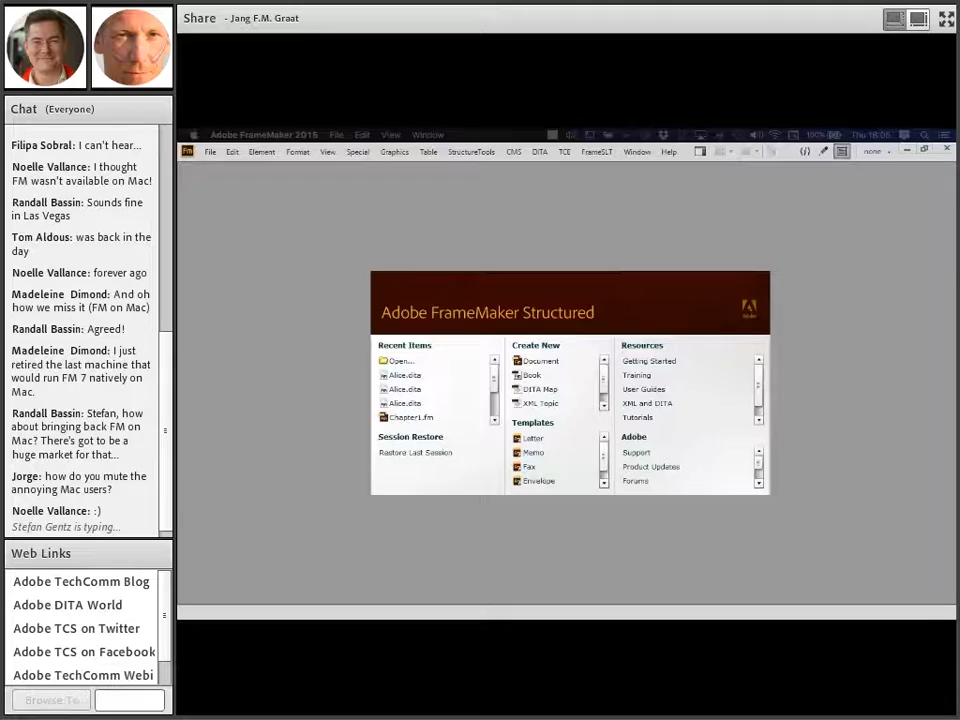 Share - Jang F.M. Graat
Chat (Everyone)
Filipa Sobral: I can't hear...
Noelle Vallance: I thought
FM wasn't available on Mac!
Randall Bassin: Sounds fine
in Las Vegas
Tom Aldous: was back in the
day
Noelle Vallance: forever ago
Madeleine Dimond: And oh
how we miss it (FM on Mac)
Randall Bassin: Agreed!
Madeleine Dimond: I just
retired the last machine that
would run FM 7 natively on
Mac.
Randall Bassin: Stefan, how
about bringing back FM on
Mac? There's got to be a
huge market for that...
Jorge: how do you mute the
annoying Mac users?
Noelle Vallance: :)
Stefan Gentz is typing...
Web Links
Adobe TechComm Blog
Adobe DITA World
Adobe TCS on Twitter
Adobe TCS on Facebook
Adobe TechComm Webi
Browse To...
Adobe FrameMaker 2015 File Edit View Window 100% Thu 18:05
Fm File Edit Element Format View Special Graphics Table StructureTools CMS DITA TCE FrameSLT Window Help none
Adobe FrameMaker Structured
Adobe
Recent Items
Open...
Alice.dita
Alice.dita
Alice.dita
Chapter1.fm
Session Restore
Restore Last Session
Create New
Document
Book
DITA Map
XML Topic
Templates
Letter
Memo
Fax
Envelope
Resources
Getting Started
Training
User Guides
XML and DITA
Tutorials
Adobe
Support
Product Updates
Forums